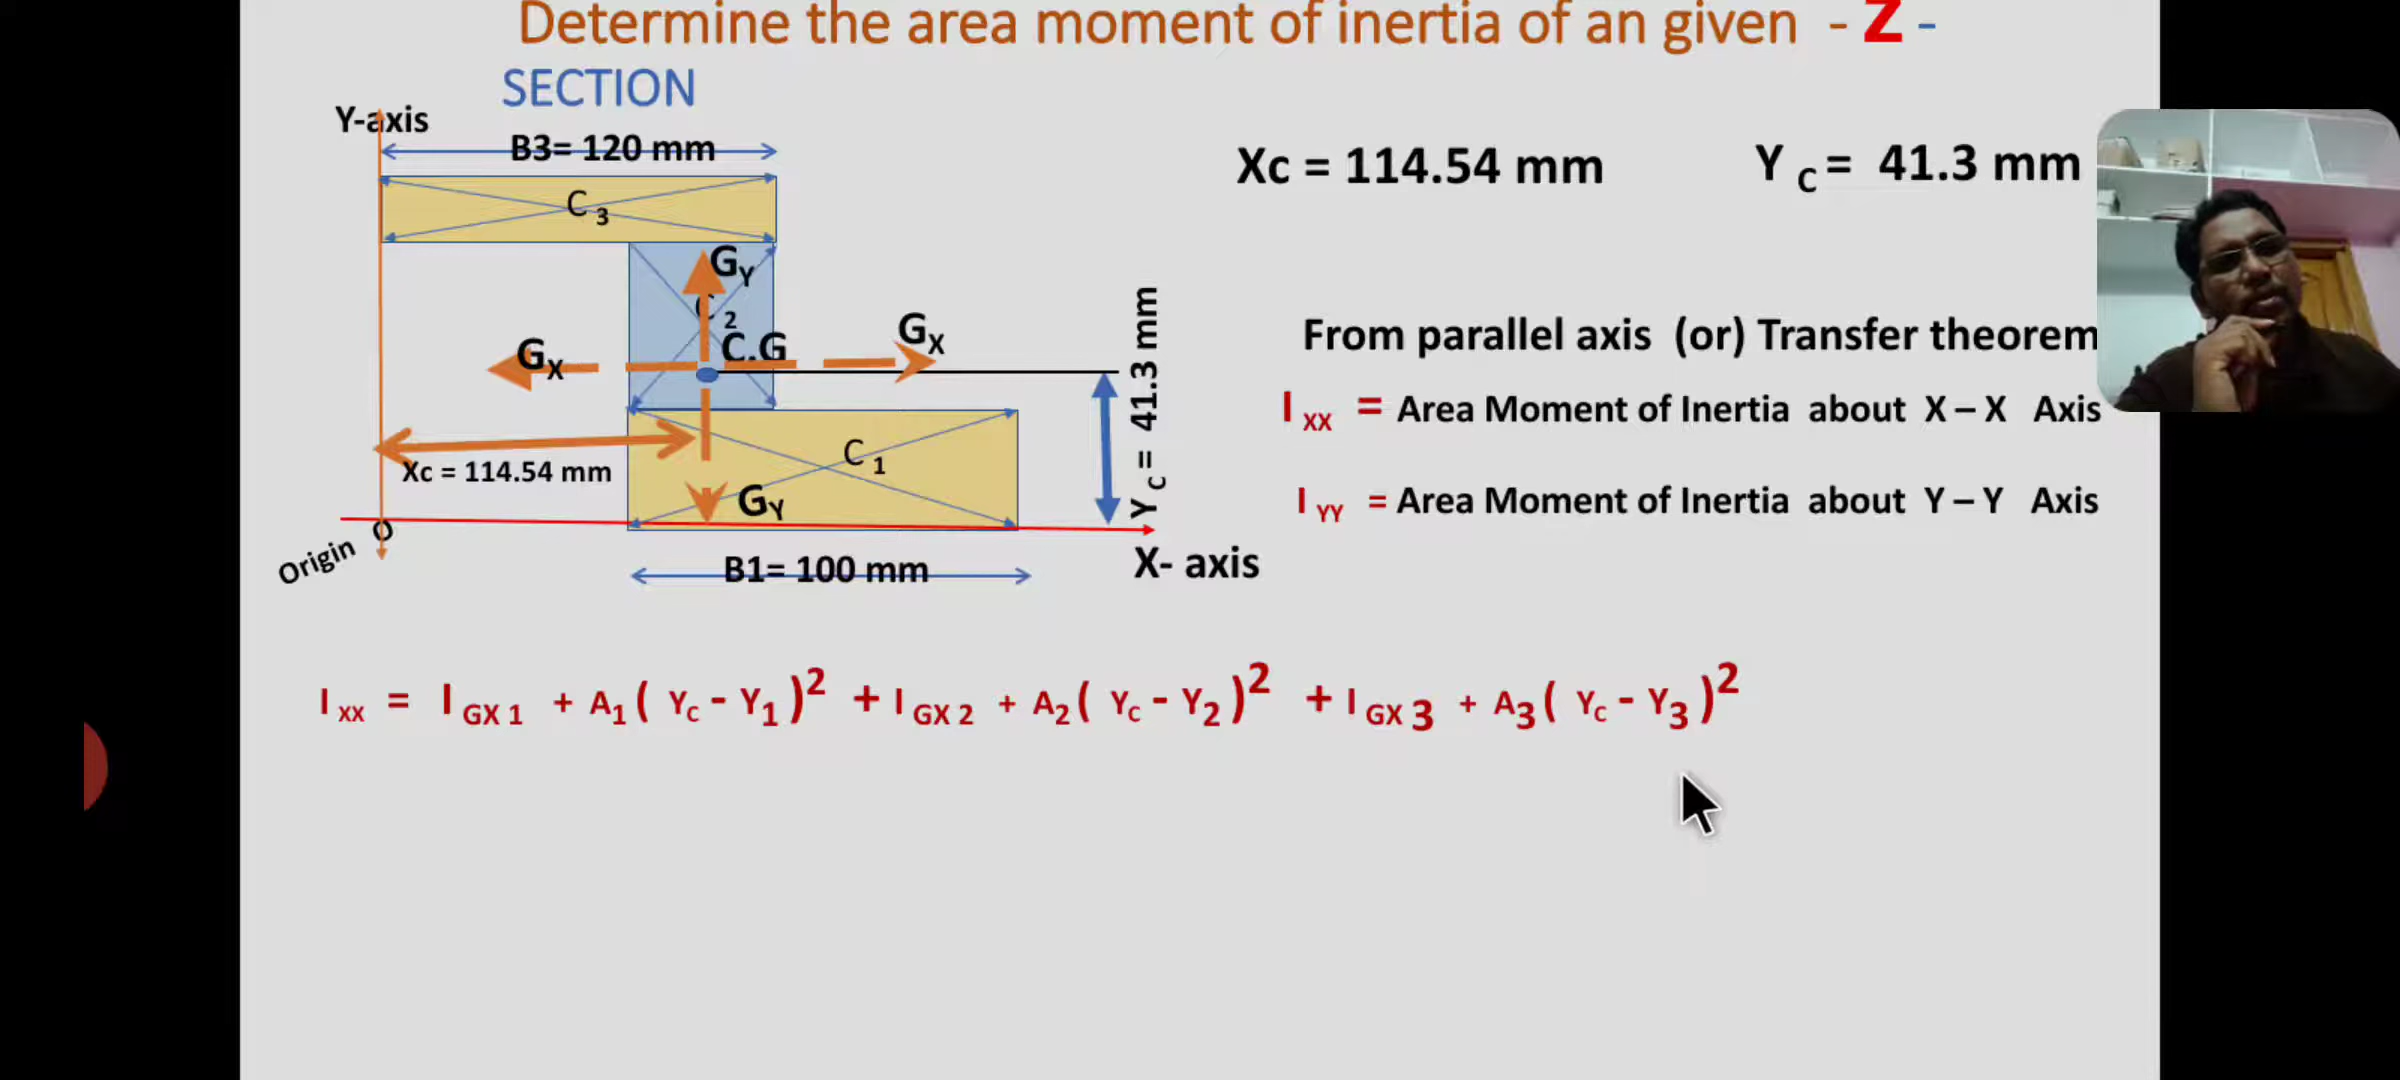 Determine the area moment of inertia of an given - Z -
SECTION
Y-axis
B3= 120 mm
Xc = 114.54 mm
Y C = 41.3 mm
C 3
GY
C 2
C.G
GX
GX
Y C = 41.3 mm
From parallel axis (or) Transfer theorem
I XX = Area Moment of Inertia about X – X Axis
C 1
Xc = 114.54 mm
GY
I YY = Area Moment of Inertia about Y – Y Axis
Origin O
B1= 100 mm
X- axis
I XX = I GX 1 + A1 ( YC - Y1 )2 + I GX 2 + A2 ( YC - Y2 )2 + I GX 3 + A3 ( YC - Y3 )2